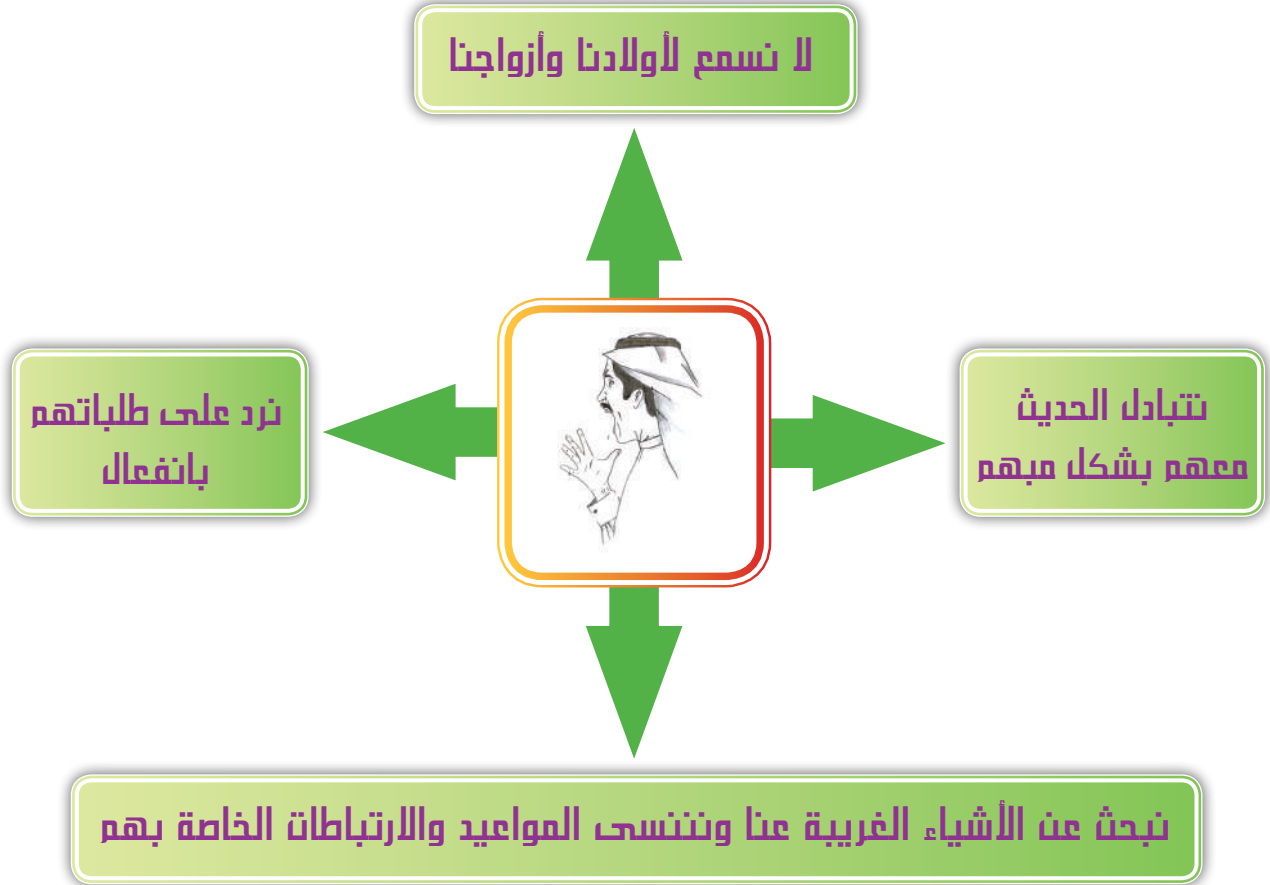 لا نسمع لأولادنا وأزواجنا
نتبادل الحديث
معهم بشكل مبهم
نرد على طلباتهم
بانفعال
نبحث عن الأشياء الغريبة عنا وнننسى المواعيد والارتباطات الخاصة بهم